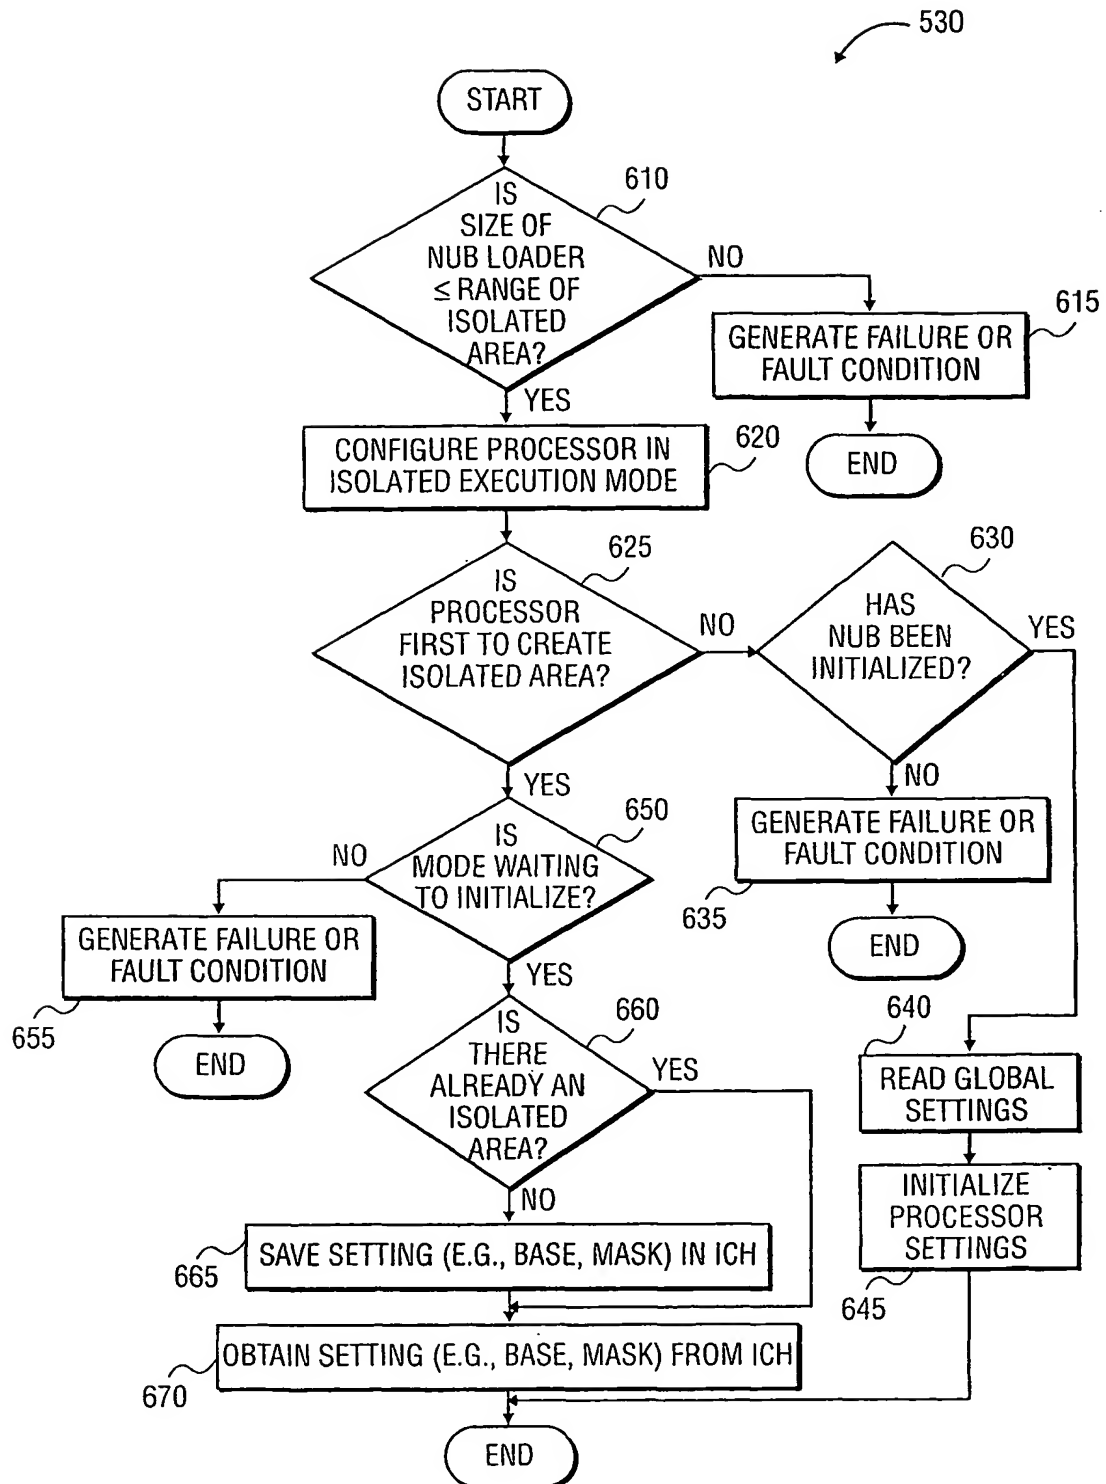 530
START
610
IS
SIZE OF
NUB LOADER
≤ RANGE OF
ISOLATED
AREA?
NO
615
GENERATE FAILURE OR
FAULT CONDITION
END
YES
620
CONFIGURE PROCESSOR IN
ISOLATED EXECUTION MODE
625
IS
PROCESSOR
FIRST TO CREATE
ISOLATED AREA?
NO
630
HAS
NUB BEEN
INITIALIZED?
YES
NO
GENERATE FAILURE OR
FAULT CONDITION
635
END
YES
650
IS
MODE WAITING
TO INITIALIZE?
NO
GENERATE FAILURE OR
FAULT CONDITION
655
END
YES
660
IS
THERE
ALREADY AN
ISOLATED
AREA?
YES
640
READ GLOBAL
SETTINGS
INITIALIZE
PROCESSOR
SETTINGS
645
NO
SAVE SETTING (E.G., BASE, MASK) IN ICH
665
OBTAIN SETTING (E.G., BASE, MASK) FROM ICH
670
END